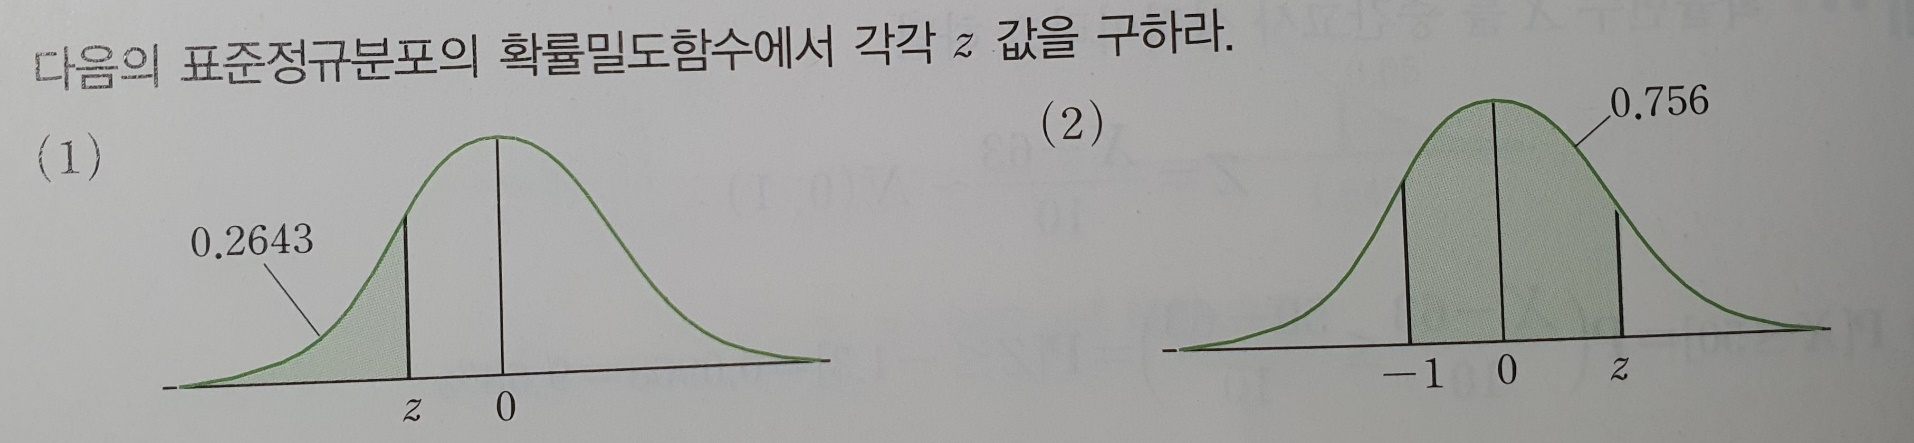 다음의 표준정규분포의 확률밀도함수에서 각각 z 값을 구하라.
(1)
0.2643
z 0
(2)
0.756
−1 0 z